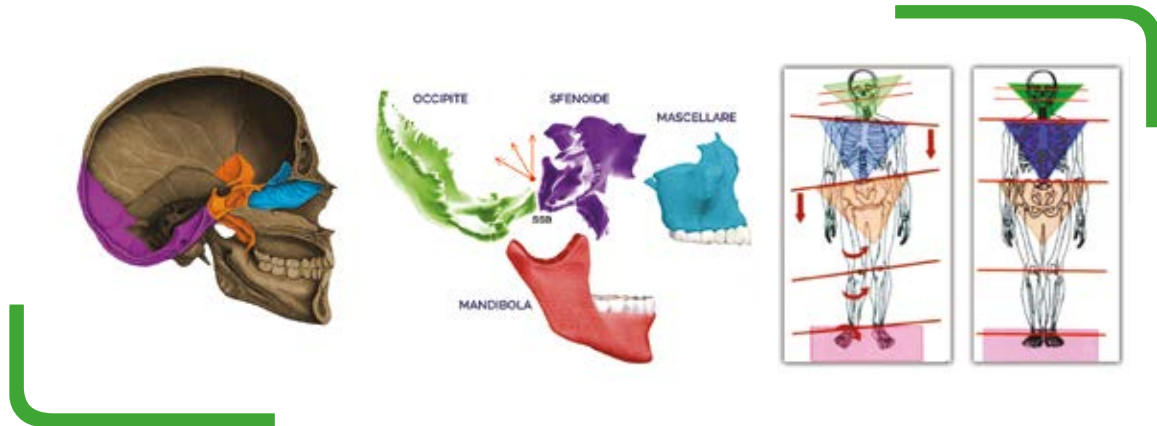 OCCIPITE
SFENOIDE
MASCELLARE
SSB
MANDIBOLA